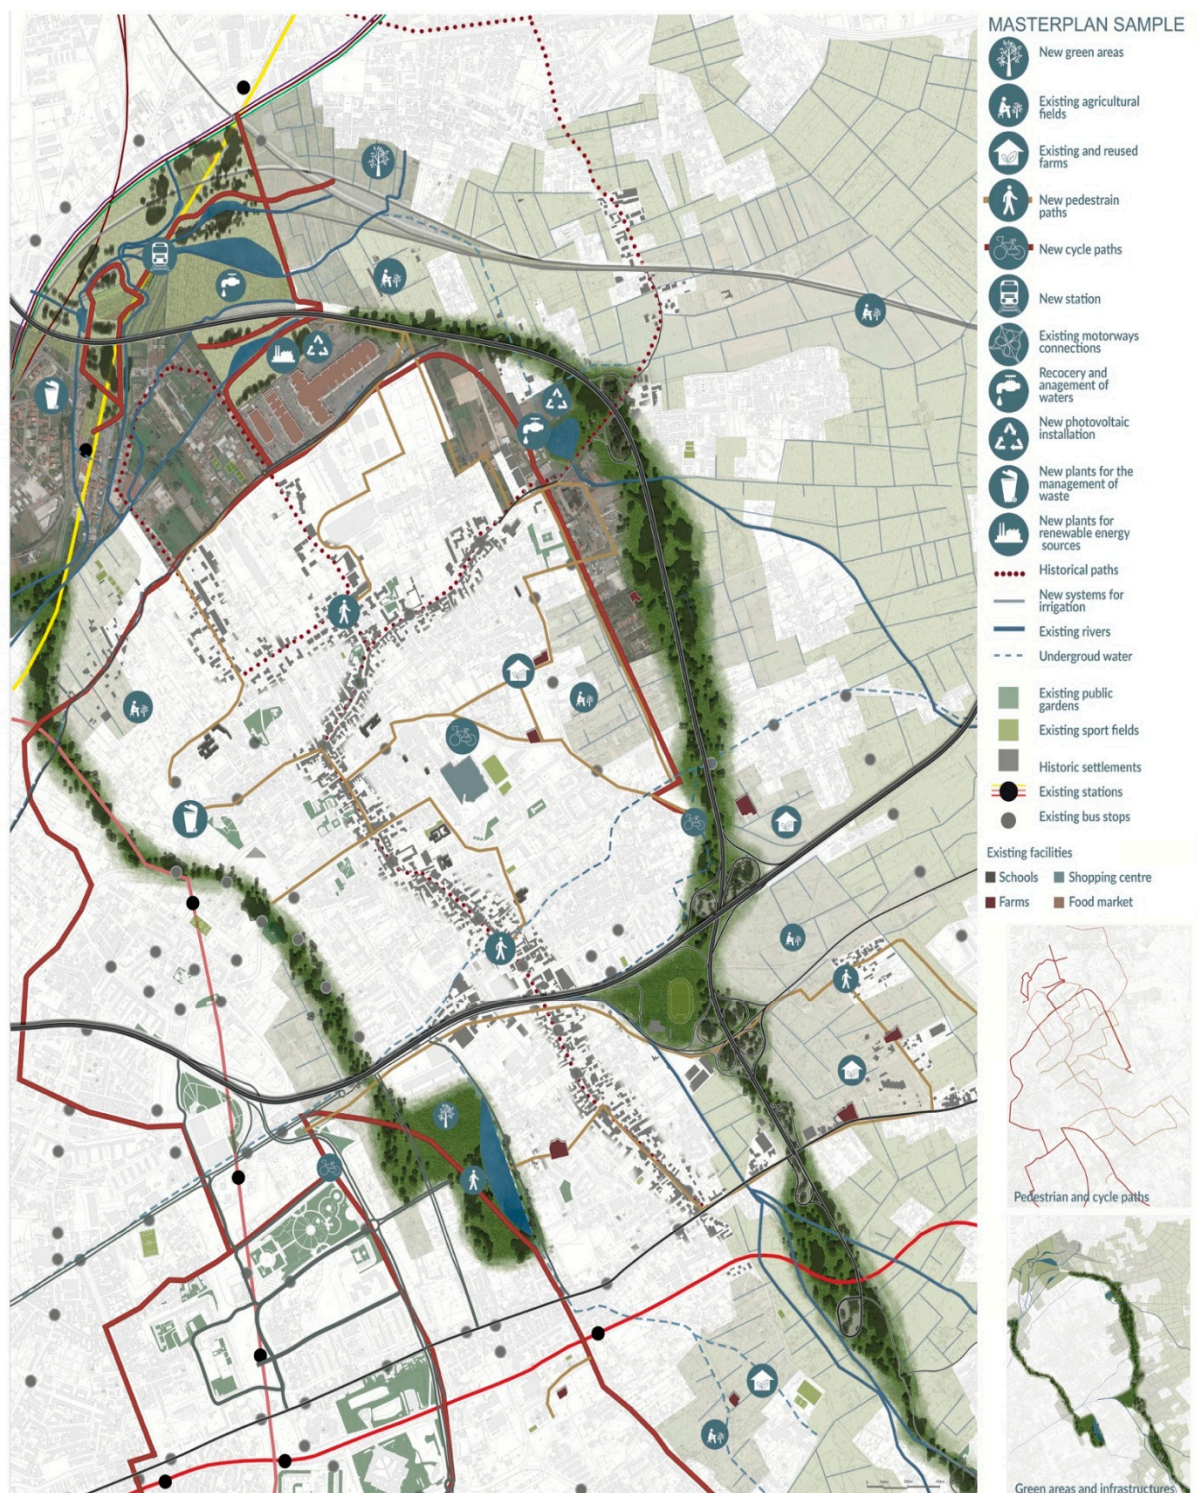 MASTERPLAN SAMPLE
New green areas
Existing agricultural
fields
Existing and reused
farms
New pedestrain
paths
New cycle paths
New station
Existing motorways
connections
Recocery and
anagement of
waters
New photovoltaic
installation
New plants for the
management of
waste
New plants for
renewable energy
sources
Historical paths
New systems for
irrigation
Existing rivers
Undergroud water
Existing public
gardens
Existing sport fields
Historic settlements
Existing stations
Existing bus stops
Existing facilities
Schools
Shopping centre
Farms
Food market
Pedestrian and cycle paths
Green areas and infrastructures